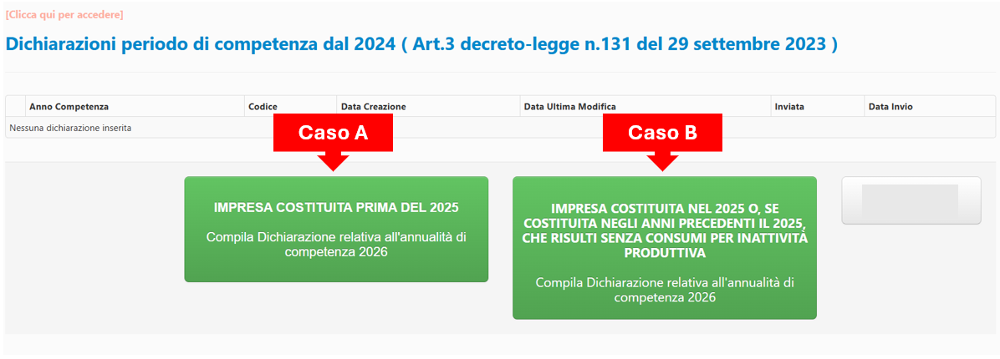 [Clicca qui per accedere]
Dichiarazioni periodo di competenza dal 2024 ( Art.3 decreto-legge n.131 del 29 settembre 2023 )
Anno Competenza Codice Data Creazione Data Ultima Modifica Inviata Data Invio
Nessuna dichiarazione inserita
Caso A
Caso B
IMPRESA COSTITUITA PRIMA DEL 2025
Compila Dichiarazione relativa all'annualità di
competenza 2026
IMPRESA COSTITUITA NEL 2025 O, SE
COSTITUITA NEGLI ANNI PRECEDENTI IL 2025,
CHE RISULTI SENZA CONSUMI PER INATTIVITÀ
PRODUTTIVA
Compila Dichiarazione relativa all'annualità di
competenza 2026